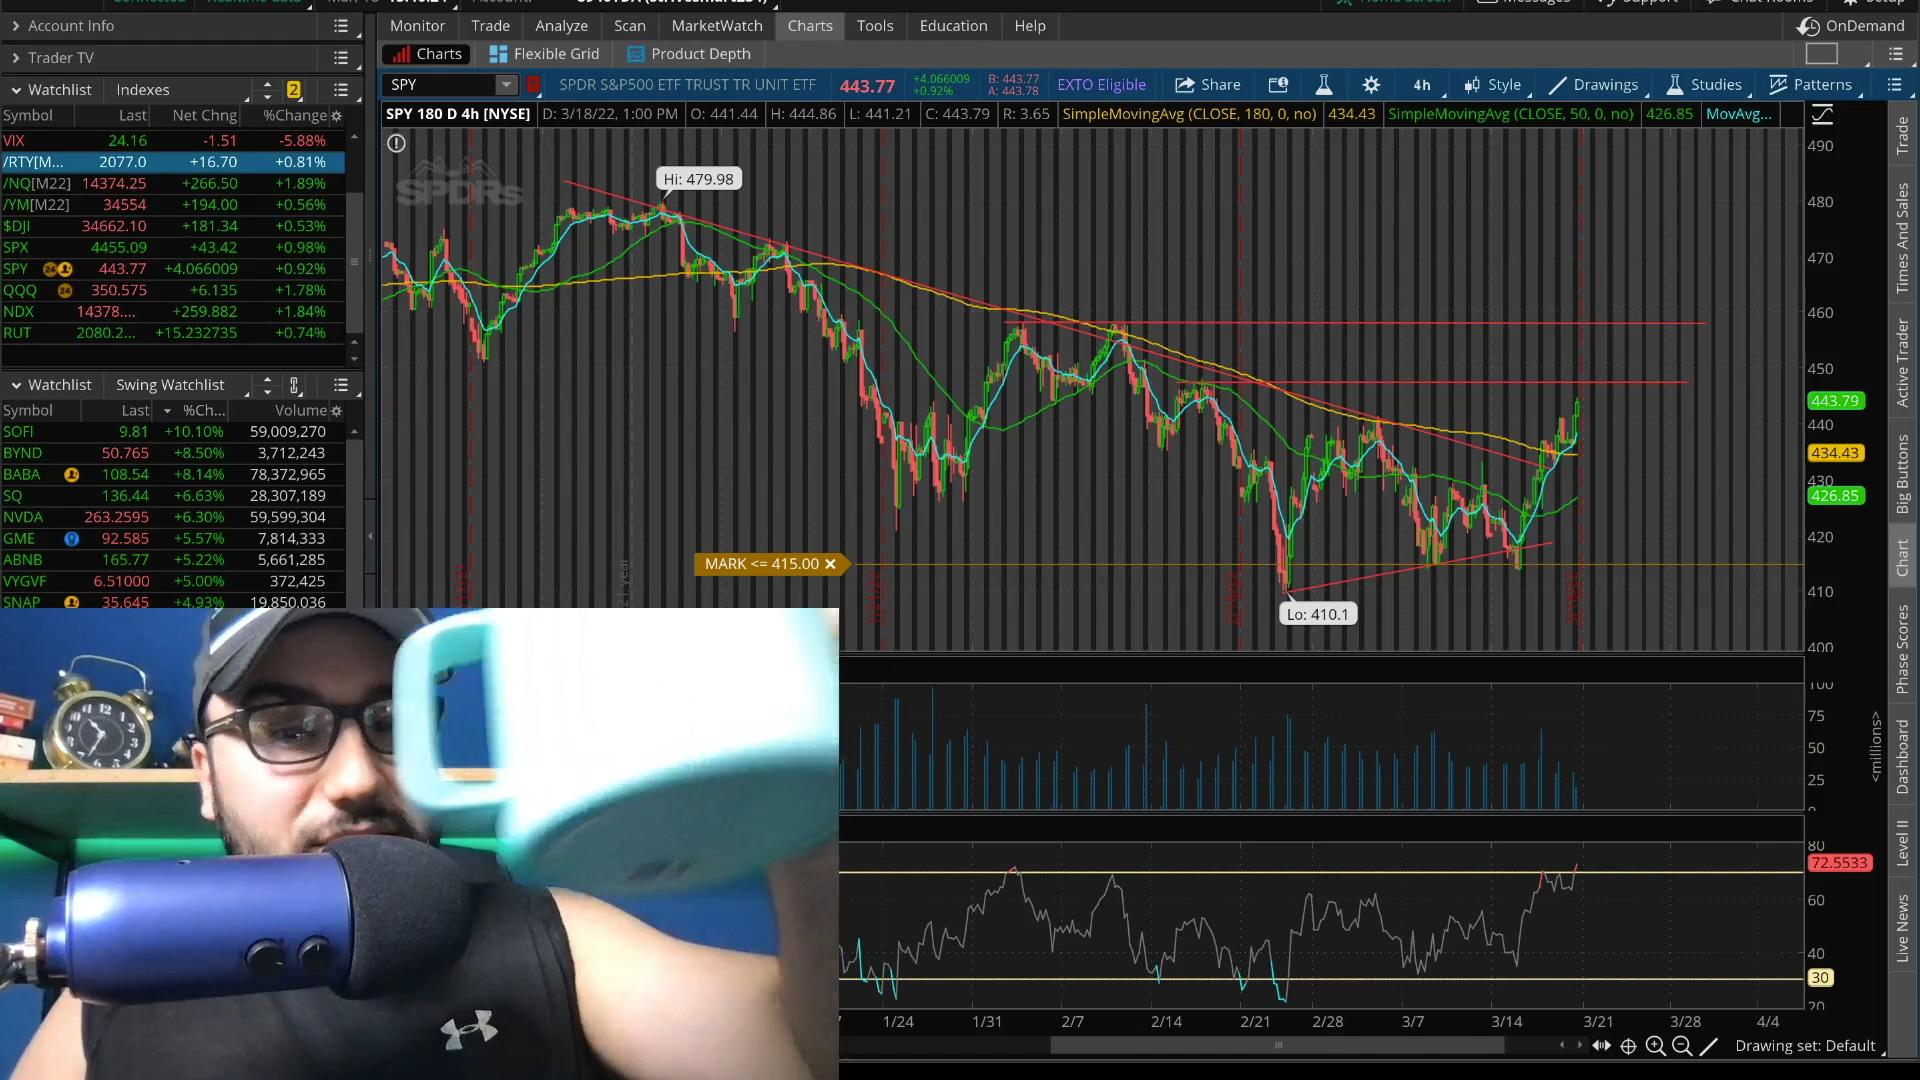 Account Info
Trader TV
Watchlist Indexes 2
Symbol Last Net Chng %Change
VIX 24.16 -1.51 -5.88%
/RTY[M... 2077.0 +16.70 +0.81%
/NQ[M22] 14374.25 +266.50 +1.89%
/YM[M22] 34554 +194.00 +0.56%
$DJI 34662.10 +181.34 +0.53%
SPX 4455.09 +43.42 +0.98%
SPY 24 443.77 +4.066009 +0.92%
QQQ 24 350.575 +6.135 +1.78%
NDX 14378.... +259.882 +1.84%
RUT 2080.2... +15.232735 +0.74%
Watchlist Swing Watchlist
Symbol Last %Ch... Volume
SOFI 9.81 +10.10% 59,009,270
BYND 50.765 +8.50% 3,712,243
BABA 108.54 +8.14% 78,372,965
SQ 136.44 +6.63% 28,307,189
NVDA 263.2595 +6.30% 59,599,304
GME 92.585 +5.57% 7,814,333
ABNB 165.77 +5.22% 5,661,285
VYGVF 6.51000 +5.00% 372,425
SNAP 35.645 +4.93% 19,850,036
Monitor Trade Analyze Scan MarketWatch Charts Tools Education Help OnDemand
Charts Flexible Grid Product Depth
SPY SPDR S&P500 ETF TRUST TR UNIT ETF 443.77 +4.066009 B: 443.77 EXTO Eligible Share 4h Style Drawings Studies Patterns
+0.92% A: 443.78
SPY 180 D 4h [NYSE] D: 3/18/22, 1:00 PM O: 441.44 H: 444.86 L: 441.21 C: 443.79 R: 3.65 SimpleMovingAvg (CLOSE, 180, 0, no) 434.43 SimpleMovingAvg (CLOSE, 50, 0, no) 426.85 MovAvg...
SPDRs
Hi: 479.98
MARK <= 415.00
Lo: 410.1
490
480
470
460
450
443.79
440
434.43
430
426.85
420
410
400
100
75
50
25
0
<millions>
80
72.5533
60
40
30
20
1/24 1/31 2/7 2/14 2/21 2/28 3/7 3/14 3/21 3/28 4/4
Drawing set: Default
Trade
Times And Sales
Active Trader
Big Buttons
Chart
Phase Scores
Dashboard
Level II
Live News